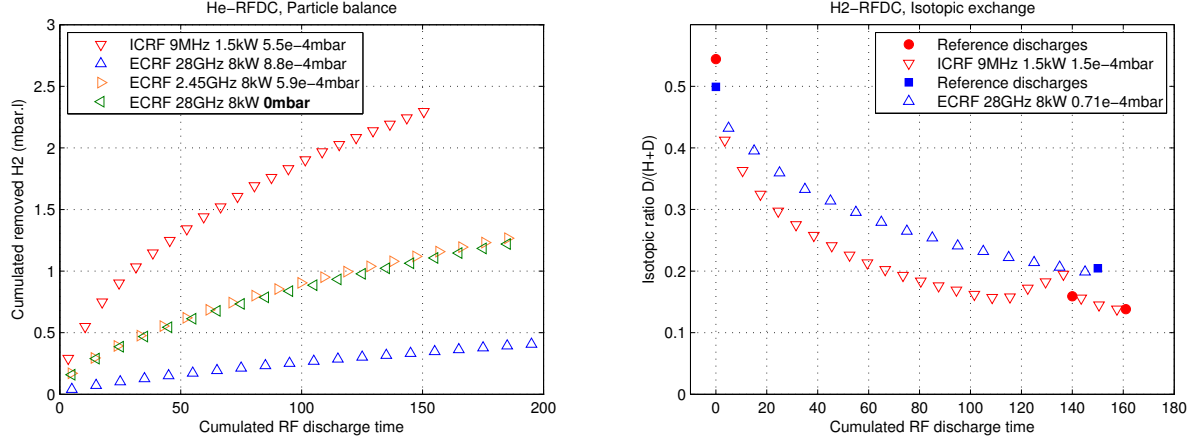 He−RFDC, Particle balance
3
2.5
2
1.5
1
0.5
0
Cumulated removed H2 (mbar.l)
ICRF 9MHz 1.5kW 5.5e−4mbar
ECRF 28GHz 8kW 8.8e−4mbar
ECRF 2.45GHz 8kW 5.9e−4mbar
ECRF 28GHz 8kW 0mbar
0 50 100 150 200
Cumulated RF discharge time
H2−RFDC, Isotopic exchange
0.5
0.4
0.3
0.2
0.1
0
Isotopic ratio D/(H+D)
Reference discharges
ICRF 9MHz 1.5kW 1.5e−4mbar
Reference discharges
ECRF 28GHz 8kW 0.71e−4mbar
0 20 40 60 80 100 120 140 160 180
Cumulated RF discharge time